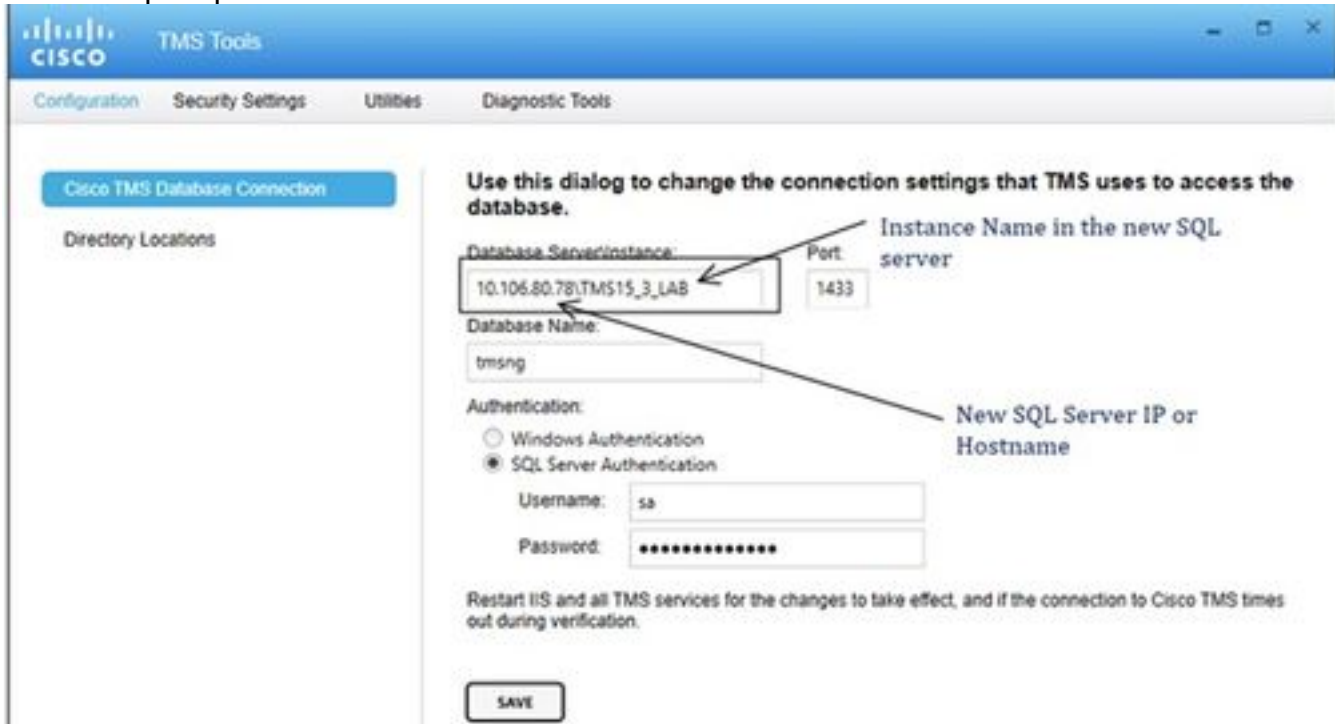 CISCO TMS Tools
Configuration Security Settings Utilities Diagnostic Tools
Cisco TMS Database Connection
Directory Locations
Use this dialog to change the connection settings that TMS uses to access the
database.
Instance Name in the new SQL
server
Database Server\Instance: Port:
10.106.80.78\TMS15_3_LAB 1433
Database Name:
tmsng
Authentication:
Windows Authentication
SQL Server Authentication
New SQL Server IP or
Hostname
Username: sa
Password: •••••••••••••
Restart IIS and all TMS services for the changes to take effect, and if the connection to Cisco TMS times
out during verification.
SAVE